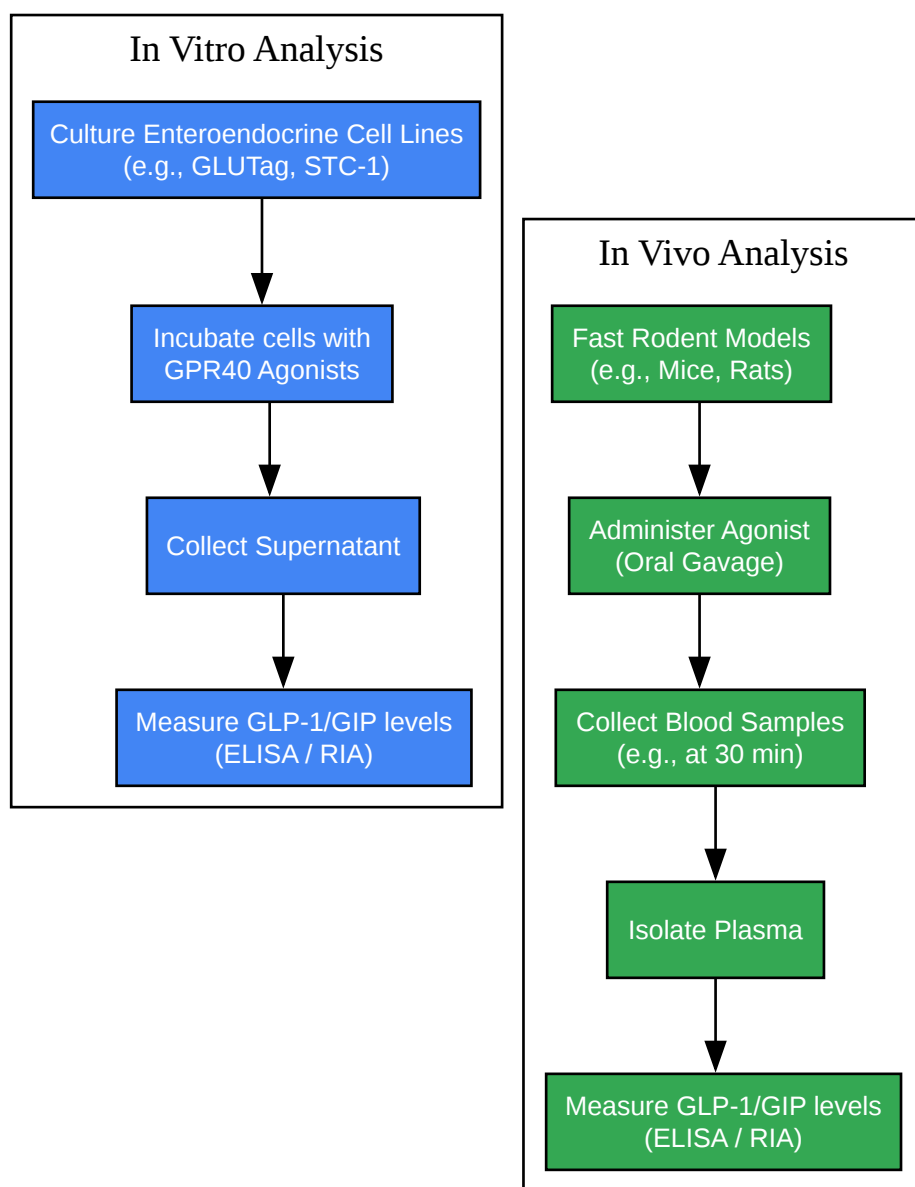 In Vitro Analysis
Culture Enteroendocrine Cell Lines
(e.g., GLUTag, STC-1)
Incubate cells with
GPR40 Agonists
Collect Supernatant
Measure GLP-1/GIP levels
(ELISA / RIA)
In Vivo Analysis
Fast Rodent Models
(e.g., Mice, Rats)
Administer Agonist
(Oral Gavage)
Collect Blood Samples
(e.g., at 30 min)
Isolate Plasma
Measure GLP-1/GIP levels
(ELISA / RIA)